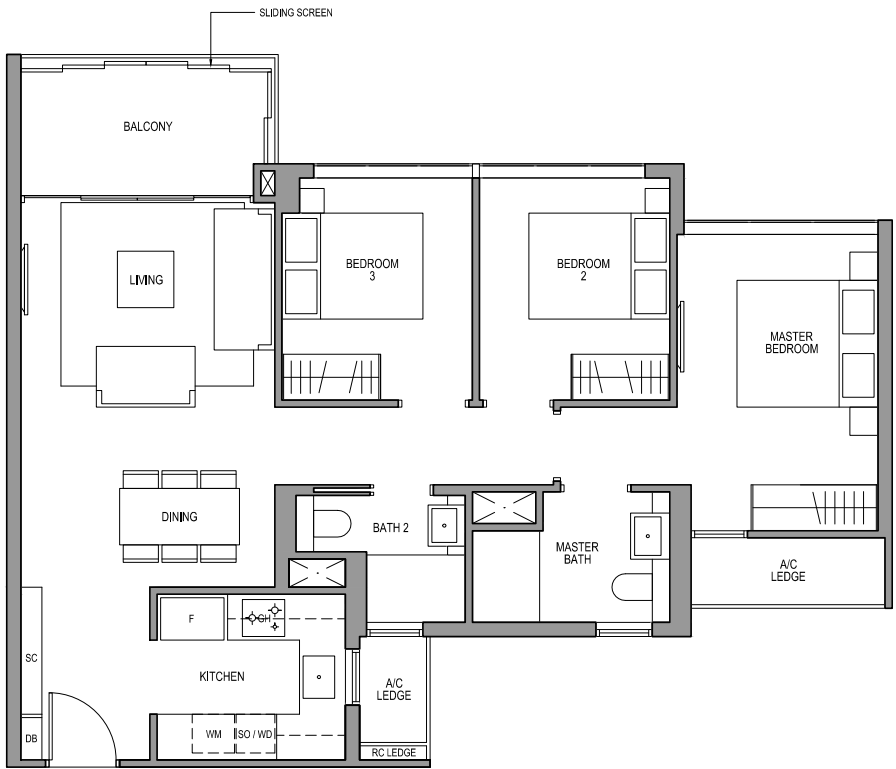 SLIDING SCREEN
BALCONY
LIVING
BEDROOM
3
BEDROOM
2
MASTER
BEDROOM
DINING
BATH 2
MASTER
BATH
A/C
LEDGE
F
GH
SC
KITCHEN
A/C
LEDGE
DB
WM
SO / WD
RC LEDGE